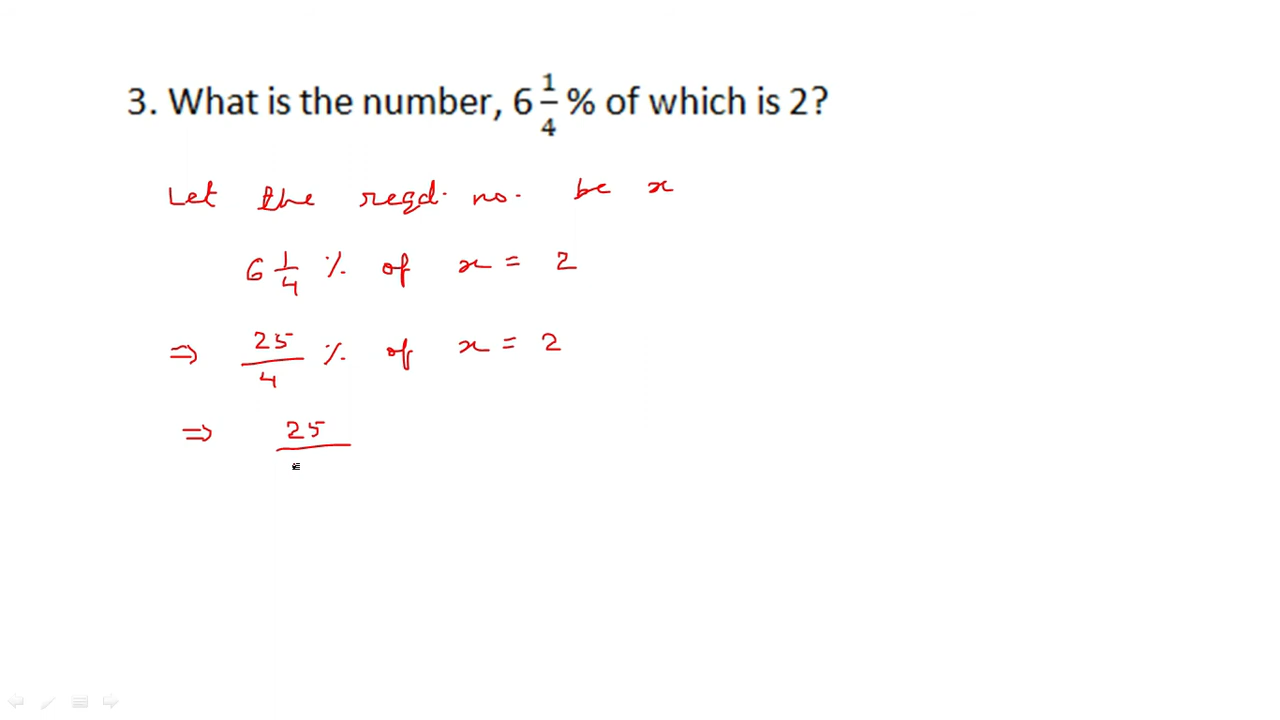 3. What is the number, 6 1/4 % of which is 2?
Let the reqd. no. be x
6 1/4 % of x = 2
⇒ 25/4 % of x = 2
⇒ 25